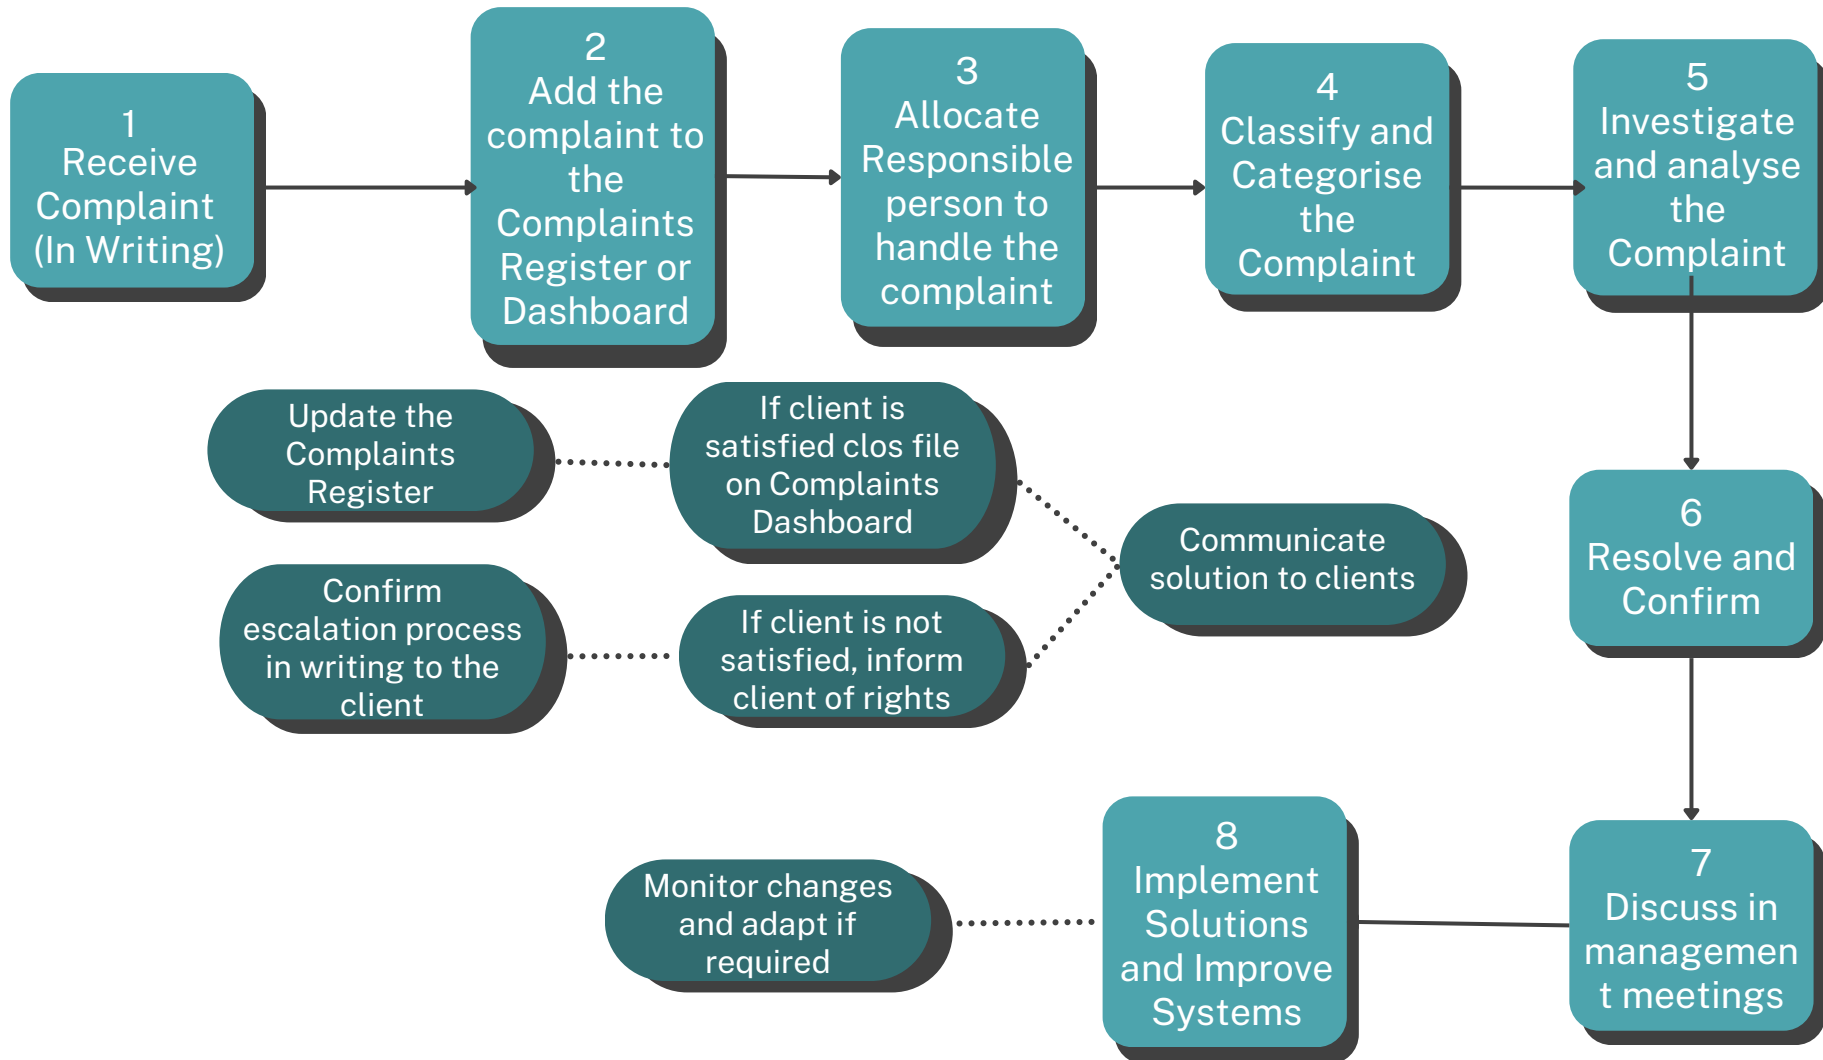 1
Receive
Complaint
(In Writing)
2
Add the
complaint to
the
Complaints
Register or
Dashboard
3
Allocate
Responsible
person to
handle the
complaint
4
Classify and
Categorise
the
Complaint
5
Investigate
and analyse
the
Complaint
6
Resolve and
Confirm
Communicate
solution to clients
If client is
satisfied clos file
on Complaints
Dashboard
Update the
Complaints
Register
If client is not
satisfied, inform
client of rights
Confirm
escalation process
in writing to the
client
7
Discuss in
managemen
t meetings
8
Implement
Solutions
and Improve
Systems
Monitor changes
and adapt if
required